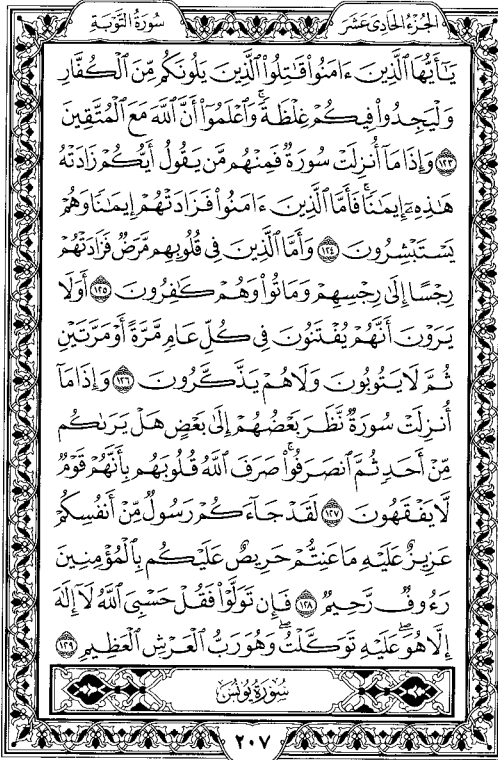 الجزء الحادى عشر
سورة التوبة
يَٰٓأَيُّهَا ٱلَّذِينَ ءَامَنُوا۟ قَٰتِلُوا۟ ٱلَّذِينَ يَلُونَكُم مِّنَ ٱلْكُفَّارِ
وَلْيَجِدُوا۟ فِيكُمْ غِلْظَةً ۚ وَٱعْلَمُوٓا۟ أَنَّ ٱللَّهَ مَعَ ٱلْمُتَّقِينَ
١٢٣ وَإِذَا مَآ أُنزِلَتْ سُورَةٌ فَمِنْهُم مَّن يَقُولُ أَيُّكُمْ زَادَتْهُ
هَٰذِهِۦٓ إِيمَٰنًا ۚ فَأَمَّا ٱلَّذِينَ ءَامَنُوا۟ فَزَادَتْهُمْ إِيمَٰنًا وَهُمْ
يَسْتَبْشِرُونَ ١٢٤ وَأَمَّا ٱلَّذِينَ فِى قُلُوبِهِم مَّرَضٌ فَزَادَتْهُمْ
رِجْسًا إِلَىٰ رِجْسِهِمْ وَمَاتُوا۟ وَهُمْ كَٰفِرُونَ ١٢٥ أَوَلَا
يَرَوْنَ أَنَّهُمْ يُفْتَنُونَ فِى كُلِّ عَامٍ مَّرَّةً أَوْ مَرَّتَيْنِ
ثُمَّ لَا يَتُوبُونَ وَلَا هُمْ يَذَّكَّرُونَ ١٢٦ وَإِذَا مَآ
أُنزِلَتْ سُورَةٌ نَّظَرَ بَعْضُهُمْ إِلَىٰ بَعْضٍ هَلْ يَرَىٰكُم
مِّنْ أَحَدٍ ثُمَّ ٱنصَرَفُوا۟ ۚ صَرَفَ ٱللَّهُ قُلُوبَهُم بِأَنَّهُمْ قَوْمٌ
لَّا يَفْقَهُونَ ١٢٧ لَقَدْ جَآءَكُمْ رَسُولٌ مِّنْ أَنفُسِكُمْ
عَزِيزٌ عَلَيْهِ مَا عَنِتُّمْ حَرِيصٌ عَلَيْكُم بِٱلْمُؤْمِنِينَ
رَءُوفٌ رَّحِيمٌ ١٢٨ فَإِن تَوَلَّوْا۟ فَقُلْ حَسْبِىَ ٱللَّهُ لَآ إِلَٰهَ
إِلَّا هُوَ ۖ عَلَيْهِ تَوَكَّلْتُ ۖ وَهُوَ رَبُّ ٱلْعَرْشِ ٱلْعَظِيمِ ١٢٩
سورة يونس
٢٠٧